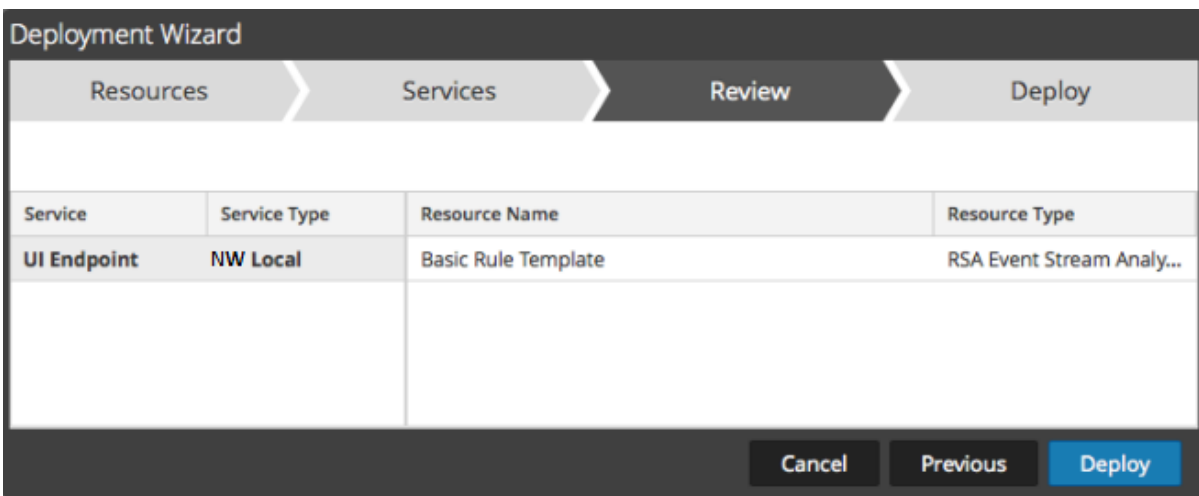 Deployment Wizard
Resources Services Review Deploy
Service Service Type Resource Name Resource Type
UI Endpoint NW Local Basic Rule Template RSA Event Stream Analy...
Cancel Previous Deploy